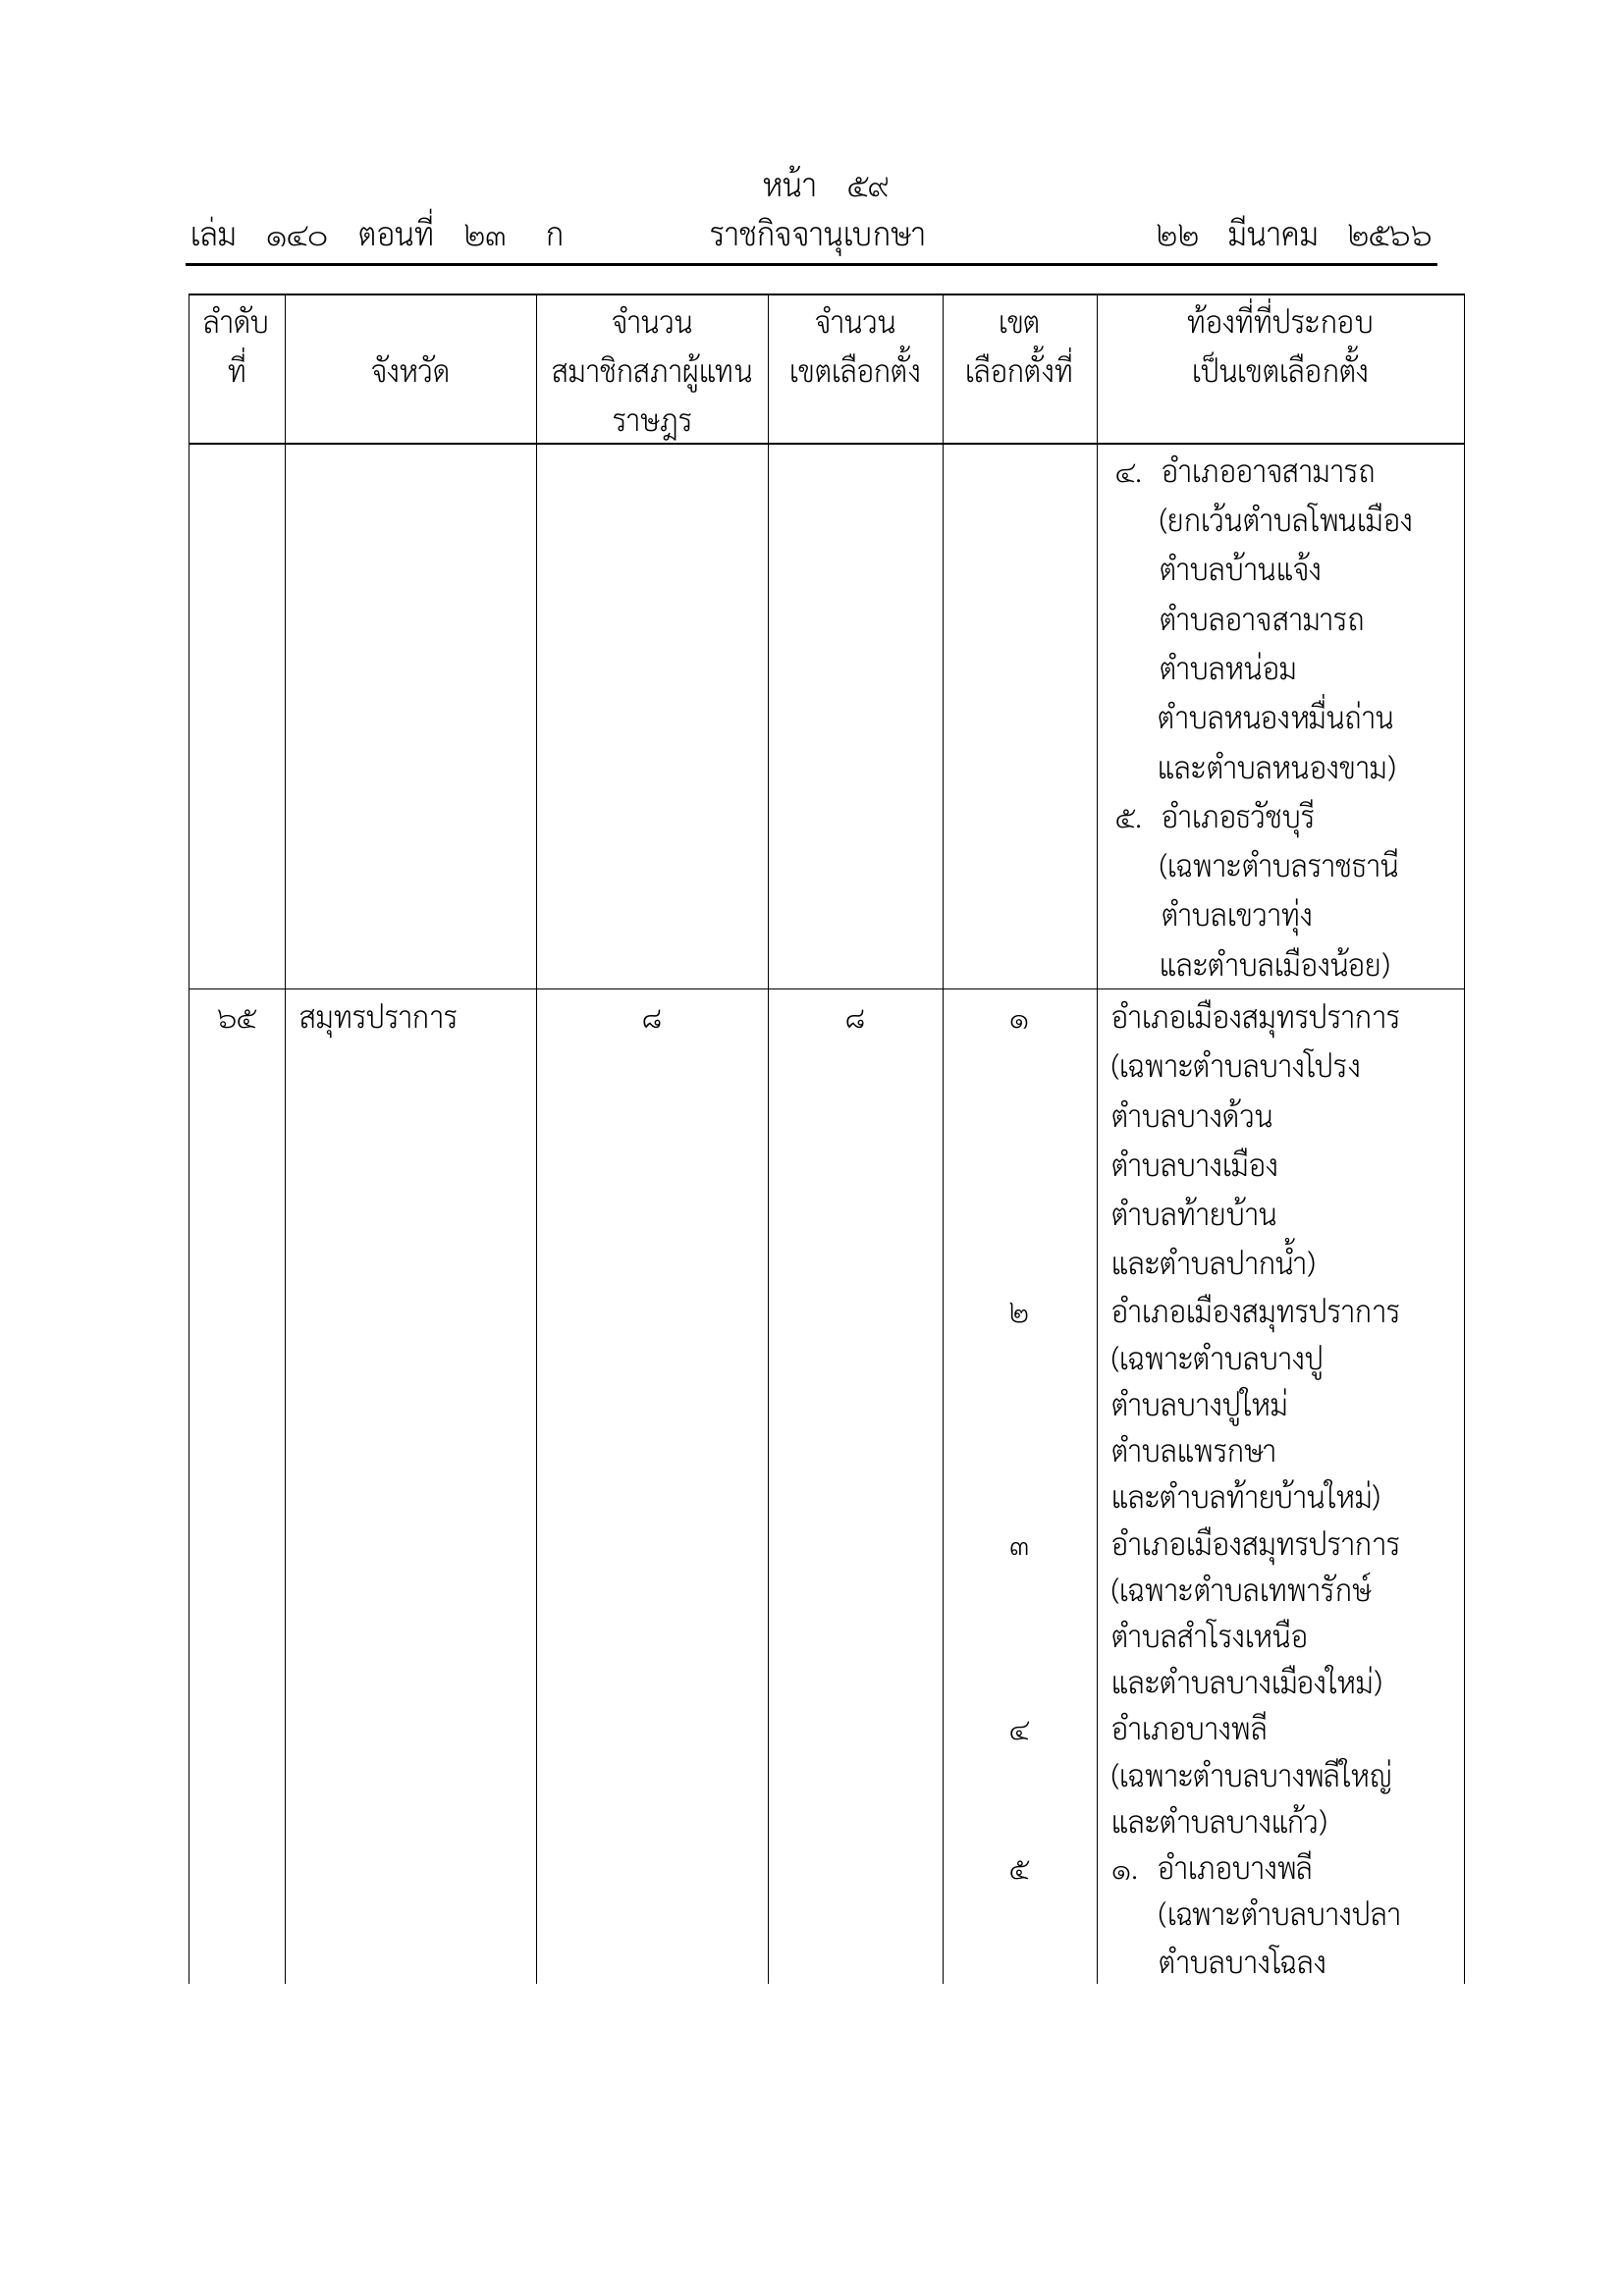 หน้า ๕๙
เล่ม ๑๔๐ ตอนที่ ๒๓ ก ราชกิจจานุเบกษา ๒๒ มีนาคม ๒๕๖๖
ลำดับ จำนวน จำนวน เขต ท้องที่ที่ประกอบ
ที่ จังหวัด สมาชิกสภาผู้แทน เขตเลือกตั้ง เลือกตั้งที่ เป็นเขตเลือกตั้ง
ราษฎร
๔. อำเภออาจสามารถ
(ยกเว้นตำบลโพนเมือง
ตำบลบ้านแจ้ง
ตำบลอาจสามารถ
ตำบลหน่อม
ตำบลหนองหมื่นถ่าน
และตำบลหนองขาม)
๕. อำเภอธวัชบุรี
(เฉพาะตำบลราชธานี
ตำบลเขวาทุ่ง
และตำบลเมืองน้อย)
๖๕ สมุทรปราการ ๘ ๘ ๑ อำเภอเมืองสมุทรปราการ
(เฉพาะตำบลบางโปรง
ตำบลบางด้วน
ตำบลบางเมือง
ตำบลท้ายบ้าน
และตำบลปากน้ำ)
๒ อำเภอเมืองสมุทรปราการ
(เฉพาะตำบลบางปู
ตำบลบางปูใหม่
ตำบลแพรกษา
และตำบลท้ายบ้านใหม่)
๓ อำเภอเมืองสมุทรปราการ
(เฉพาะตำบลเทพารักษ์
ตำบลสำโรงเหนือ
และตำบลบางเมืองใหม่)
๔ อำเภอบางพลี
(เฉพาะตำบลบางพลีใหญ่
และตำบลบางแก้ว)
๕ ๑. อำเภอบางพลี
(เฉพาะตำบลบางปลา
ตำบลบางโฉลง